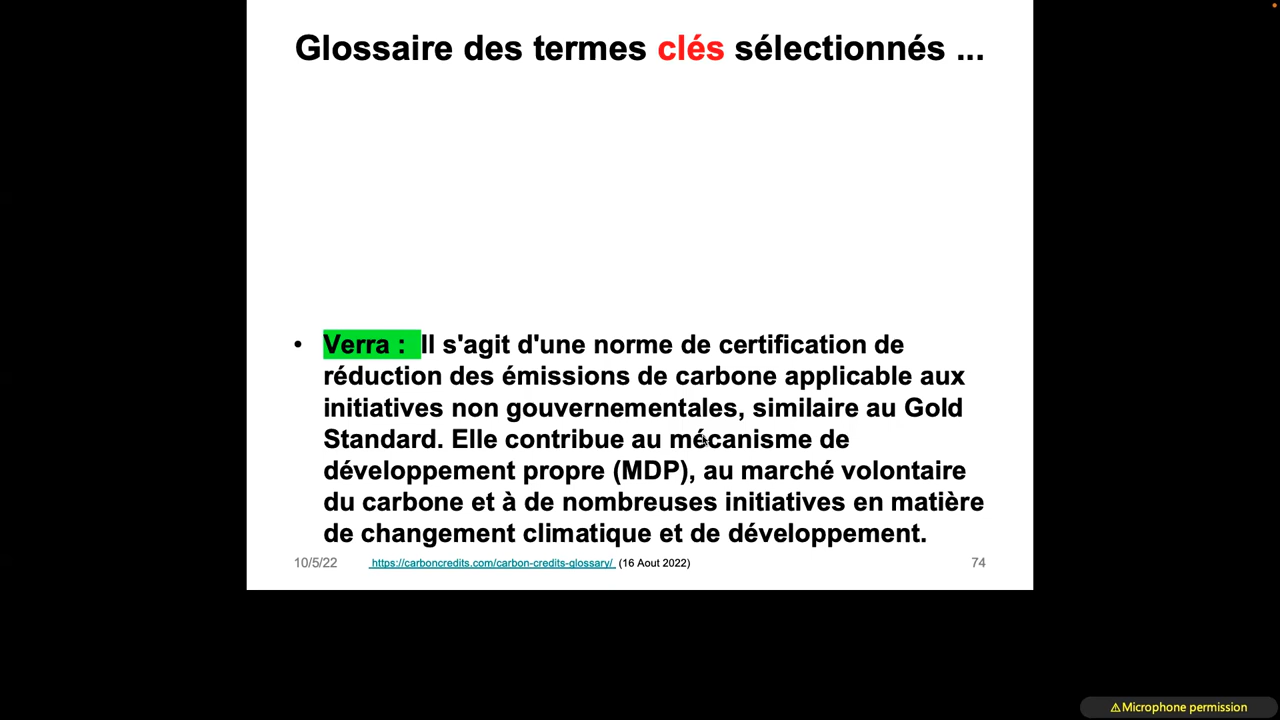 Glossaire des termes clés sélectionnés ...
• Verra : Il s'agit d'une norme de certification de
réduction des émissions de carbone applicable aux
initiatives non gouvernementales, similaire au Gold
Standard. Elle contribue au mécanisme de
développement propre (MDP), au marché volontaire
du carbone et à de nombreuses initiatives en matière
de changement climatique et de développement.
10/5/22 https://carboncredits.com/carbon-credits-glossary/ (16 Aout 2022) 74
⚠Microphone permission